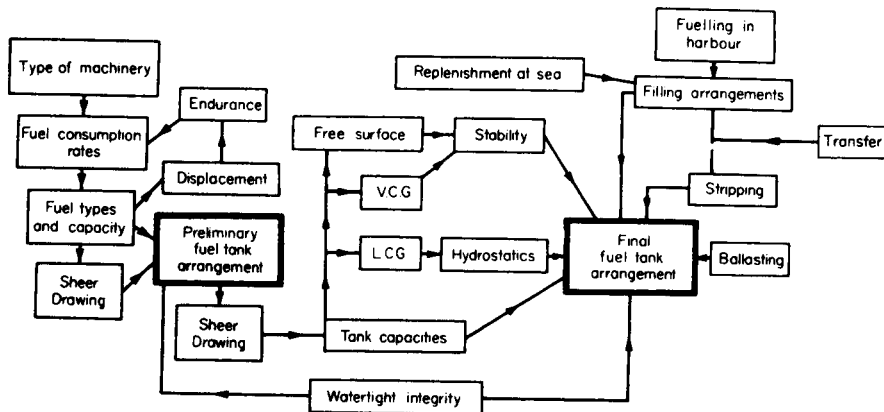 Type of machinery
Endurance
Fuel consumption
rates
Displacement
Fuel types
and capacity
Sheer
Drawing
Preliminary
fuel tank
arrangement
Sheer
Drawing
Free surface
Stability
V.C.G
L.C.G
Hydrostatics
Tank capacities
Watertight integrity
Replenishment at sea
Fuelling in
harbour
Filling arrangements
Transfer
Stripping
Final
fuel tank
arrangement
Ballasting